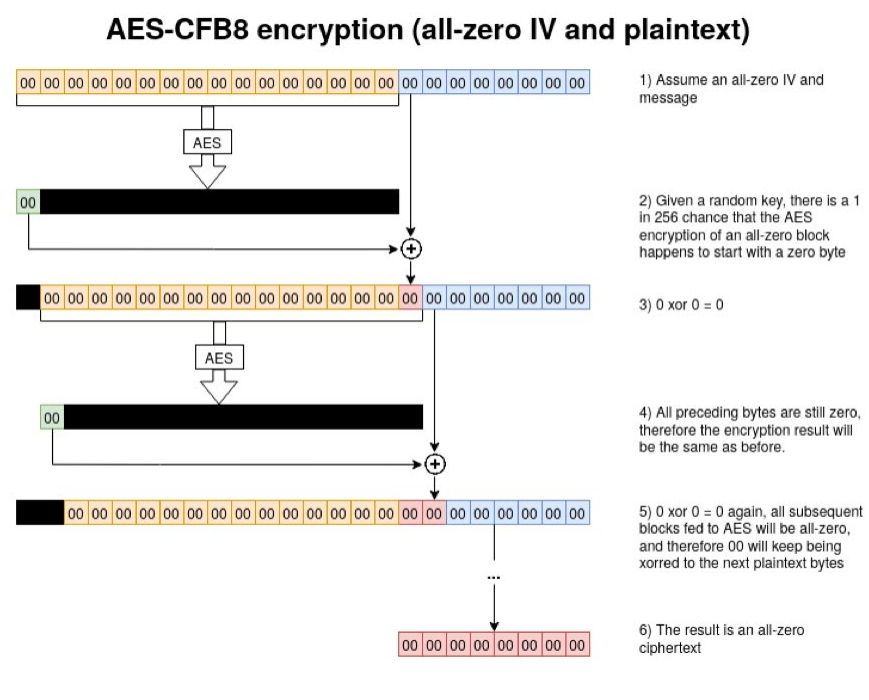 AES-CFB8 encryption (all-zero IV and plaintext)
00 00 00 00 00 00 00 00 00 00 00 00 00 00 00 00 00 00 00 00 00 00 00 00
1) Assume an all-zero IV and
message
AES
00
2) Given a random key, there is a 1
in 256 chance that the AES
encryption of an all-zero block
happens to start with a zero byte
00 00 00 00 00 00 00 00 00 00 00 00 00 00 00 00 00 00 00 00 00 00 00
3) 0 xor 0 = 0
AES
00
4) All preceding bytes are still zero,
therefore the encryption result will
be the same as before.
00 00 00 00 00 00 00 00 00 00 00 00 00 00 00 00 00 00 00 00 00 00
5) 0 xor 0 = 0 again, all subsequent
blocks fed to AES will be all-zero,
and therefore 00 will keep being
xorred to the next plaintext bytes
...
00 00 00 00 00 00 00 00
6) The result is an all-zero
ciphertext